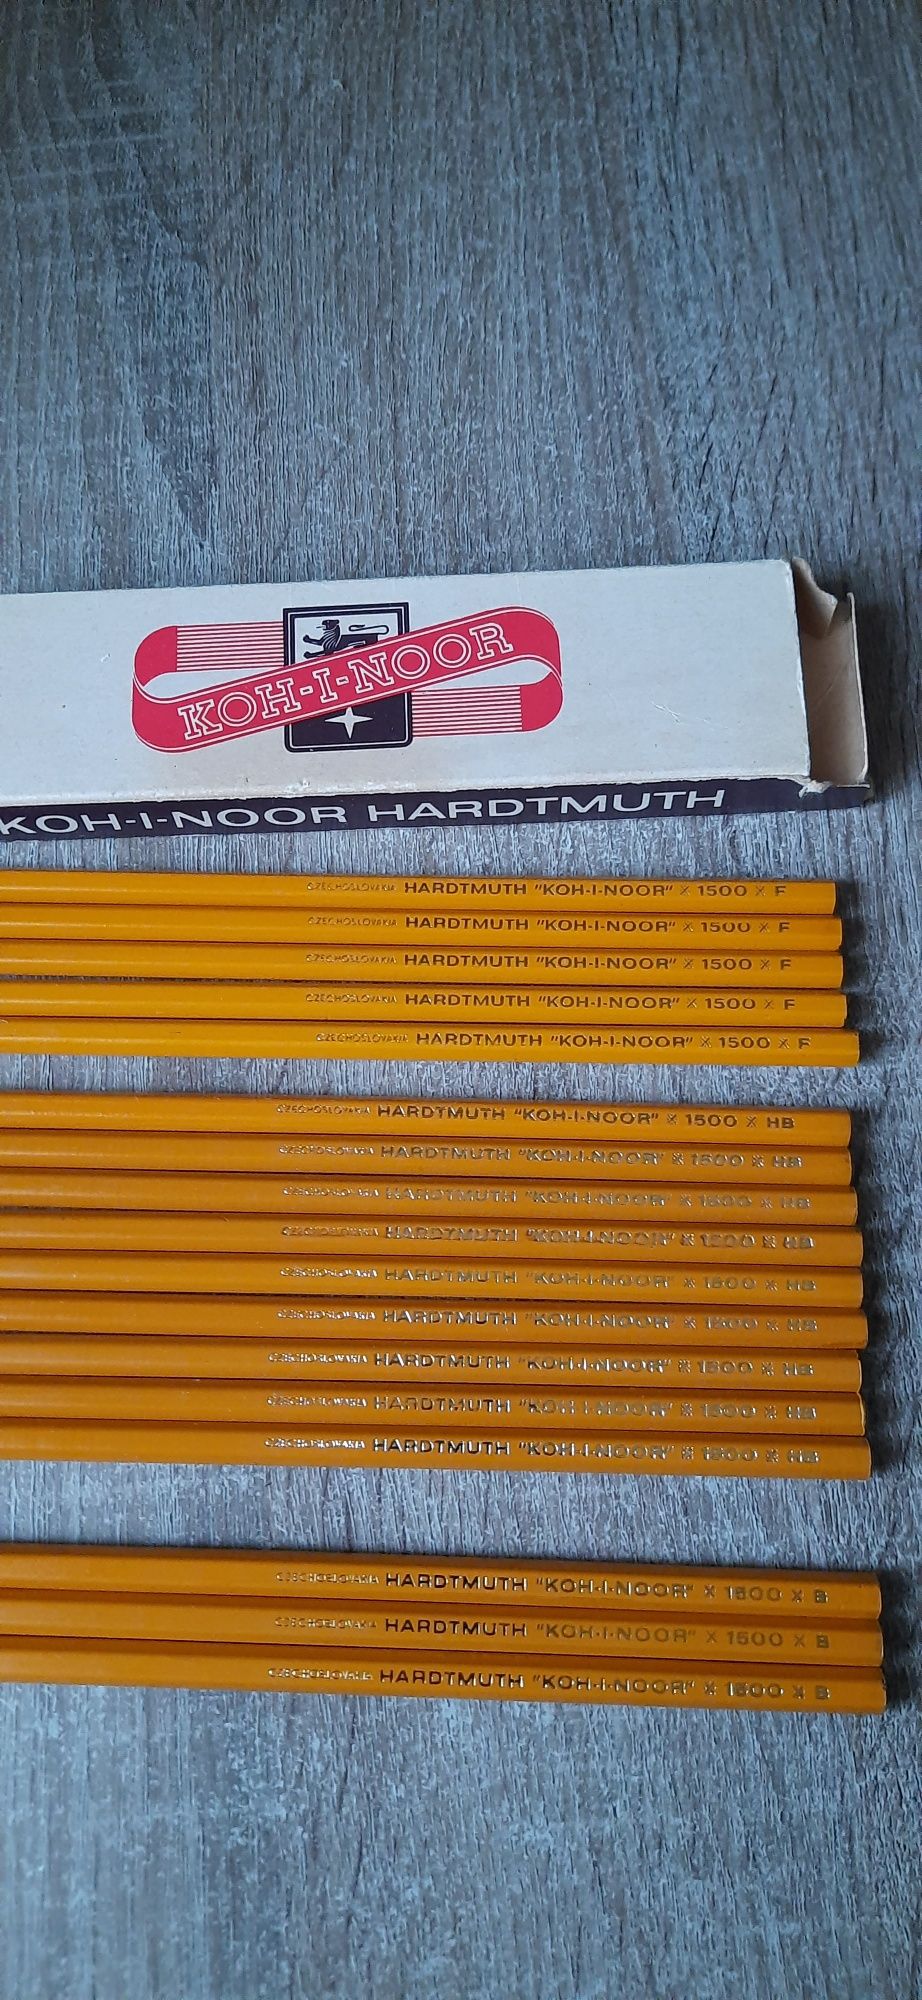 KOH-I-NOOR
KOH-I-NOOR HARDTMUTH
CZECHOSLOVAKIA HARDTMUTH "KOH-I-NOOR" × 1500 × F
CZECHOSLOVAKIA HARDTMUTH "KOH-I-NOOR" × 1500 × F
CZECHOSLOVAKIA HARDTMUTH "KOH-I-NOOR" × 1500 × F
CZECHOSLOVAKIA HARDTMUTH "KOH-I-NOOR" × 1500 × F
CZECHOSLOVAKIA HARDTMUTH "KOH-I-NOOR" × 1500 × F
CZECHOSLOVAKIA HARDTMUTH "KOH-I-NOOR" × 1500 × HB
CZECHOSLOVAKIA HARDTMUTH "KOH-I-NOOR" × 1500 × HB
CZECHOSLOVAKIA HARDTMUTH "KOH-I-NOOR" × 1500 × HB
CZECHOSLOVAKIA HARDTMUTH "KOH-I-NOOR" × 1500 × HB
CZECHOSLOVAKIA HARDTMUTH "KOH-I-NOOR" × 1500 × HB
CZECHOSLOVAKIA HARDTMUTH "KOH-I-NOOR" × 1500 × HB
CZECHOSLOVAKIA HARDTMUTH "KOH-I-NOOR" × 1500 × HB
CZECHOSLOVAKIA HARDTMUTH "KOH-I-NOOR" × 1500 × HB
CZECHOSLOVAKIA HARDTMUTH "KOH-I-NOOR" × 1500 × HB
CZECHOSLOVAKIA HARDTMUTH "KOH-I-NOOR" × 1500 × B
CZECHOSLOVAKIA HARDTMUTH "KOH-I-NOOR" × 1500 × B
CZECHOSLOVAKIA HARDTMUTH "KOH-I-NOOR" × 1500 × B